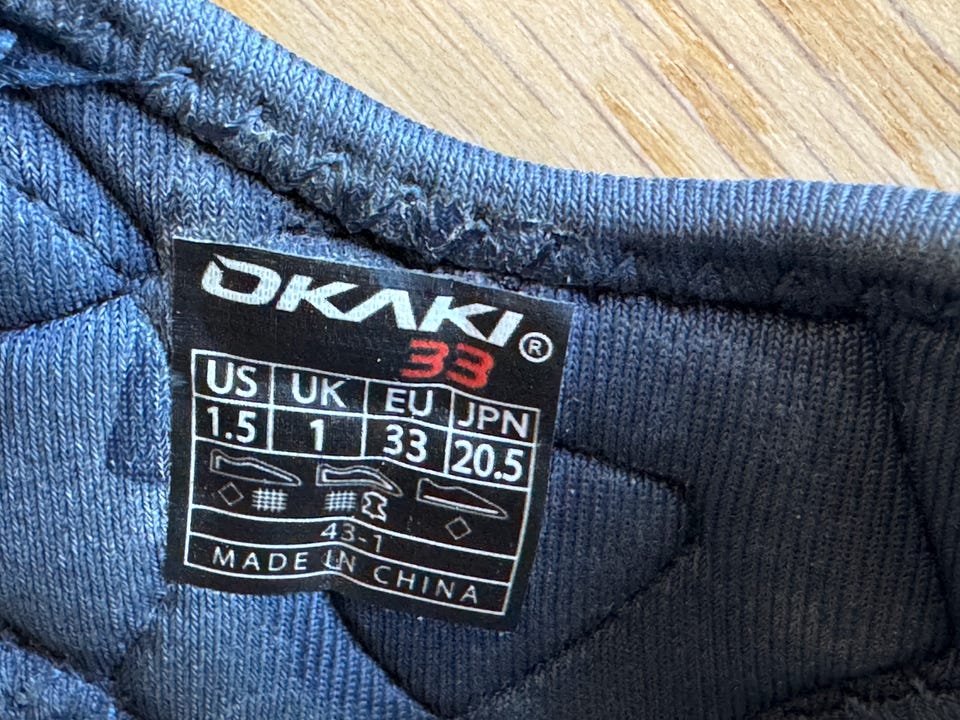 OKAKI®
33
US UK EU JPN
1.5 1 33 20.5
43-1
MADE IN CHINA